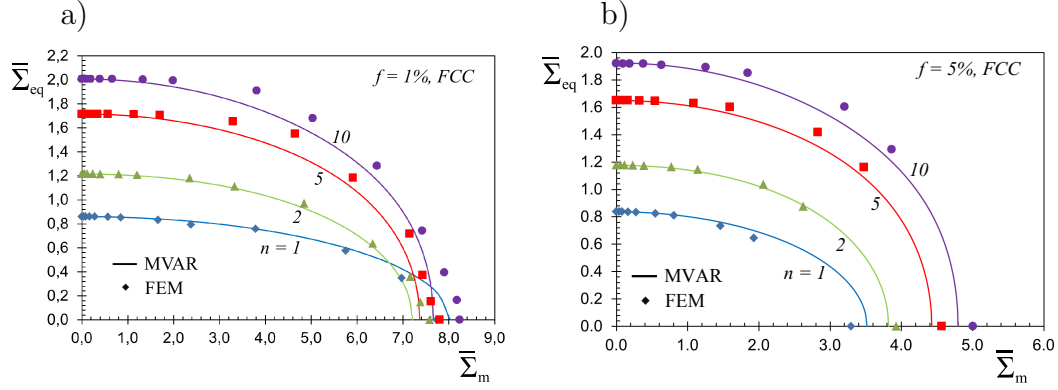 a)
b)
Σ̅eq
2,2
2,0
1,8
1,6
1,4
1,2
1,0
0,8
0,6
0,4
0,2
0,0
f = 1%, FCC
10
5
2
n = 1
MVAR
FEM
0,0 1,0 2,0 3,0 4,0 5,0 6,0 7,0 8,0 9,0
Σ̅m
Σ̅eq
2.0
1.8
1.6
1.4
1.2
1.0
0.8
0.6
0.4
0.2
0.0
f = 5%, FCC
10
5
2
n = 1
MVAR
FEM
0.0 1.0 2.0 3.0 4.0 5.0 6.0
Σ̅m